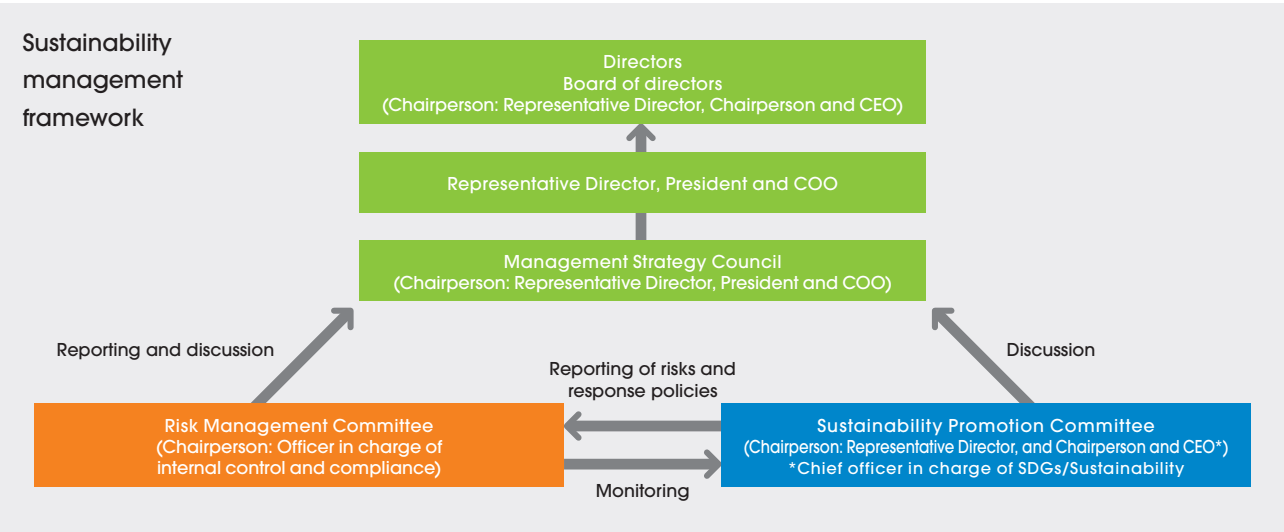 Sustainability
management
framework
Directors
Board of directors
(Chairperson: Representative Director, Chairperson and CEO)
Representative Director, President and COO
Management Strategy Council
(Chairperson: Representative Director, President and COO)
Reporting and discussion
Discussion
Reporting of risks and
response policies
Risk Management Committee
(Chairperson: Officer in charge of
internal control and compliance)
Sustainability Promotion Committee
(Chairperson: Representative Director, and Chairperson and CEO*)
*Chief officer in charge of SDGs/Sustainability
Monitoring